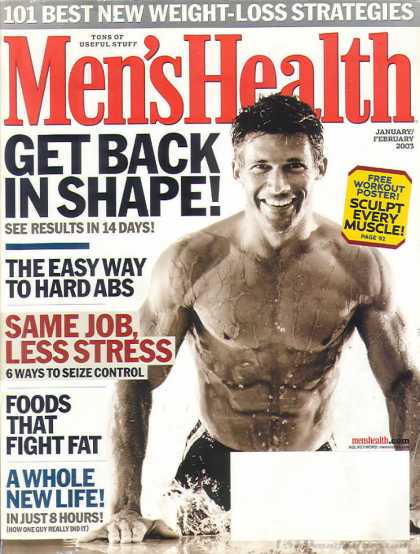 101 BEST NEW WEIGHT-LOSS STRATEGIES
TONS OF
USEFUL STUFF
Men'sHealth
JANUARY/
FEBRUARY
2003
GET BACK
IN SHAPE!
SEE RESULTS IN 14 DAYS!
FREE
WORKOUT
POSTER!
SCULPT
EVERY
MUSCLE!
PAGE 92
THE EASY WAY
TO HARD ABS
SAME JOB,
LESS STRESS
6 WAYS TO SEIZE CONTROL
FOODS
THAT
FIGHT FAT
menshealth.com
A WHOLE
NEW LIFE!
IN JUST 8 HOURS!
(HOW ONE GUY REALLY DID IT)